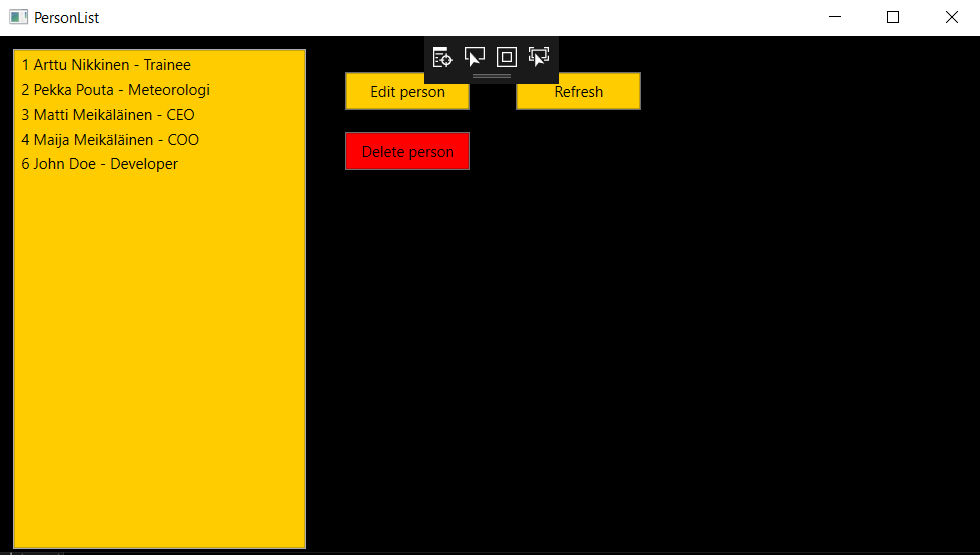 PersonList
1 Arttu Nikkinen - Trainee
2 Pekka Pouta - Meteorologi
3 Matti Meikäläinen - CEO
4 Maija Meikäläinen - COO
6 John Doe - Developer
Edit person
Refresh
Delete person